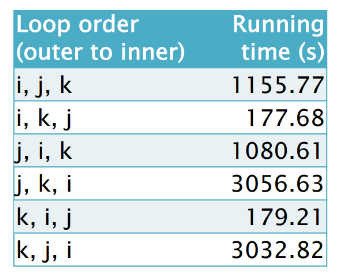 Loop order Running
(outer to inner) time (s)
i, j, k 1155.77
i, k, j 177.68
j, i, k 1080.61
j, k, i 3056.63
k, i, j 179.21
k, j, i 3032.82